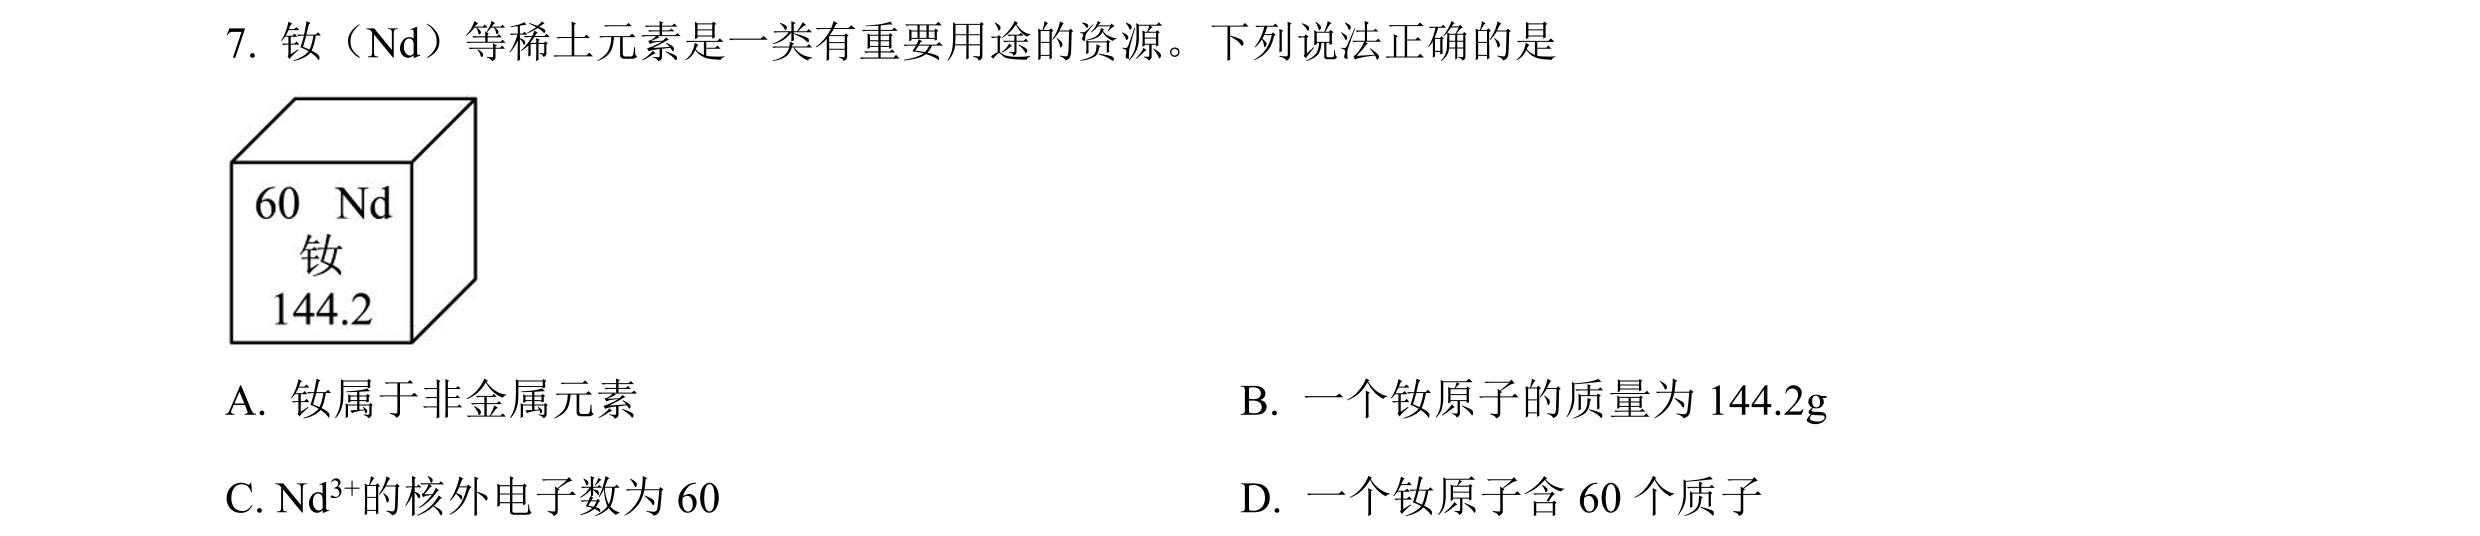 7. 钕（Nd）等稀土元素是一类有重要用途的资源。下列说法正确的是
60 Nd
钕
144.2
A. 钕属于非金属元素
B. 一个钕原子的质量为 144.2g
C. Nd³⁺的核外电子数为 60
D. 一个钕原子含 60 个质子